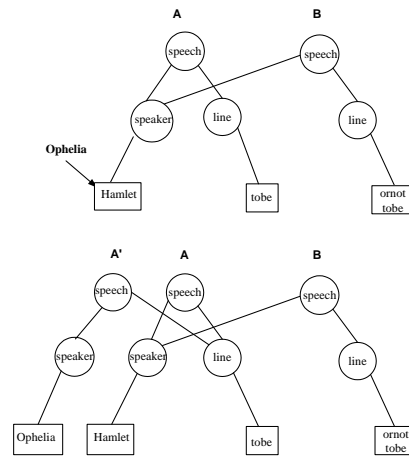 A B
speech speech
speaker line line
Ophelia
Hamlet tobe ornot
tobe
A' A B
speech speech speech
speaker speaker line line
Ophelia Hamlet tobe ornot
tobe